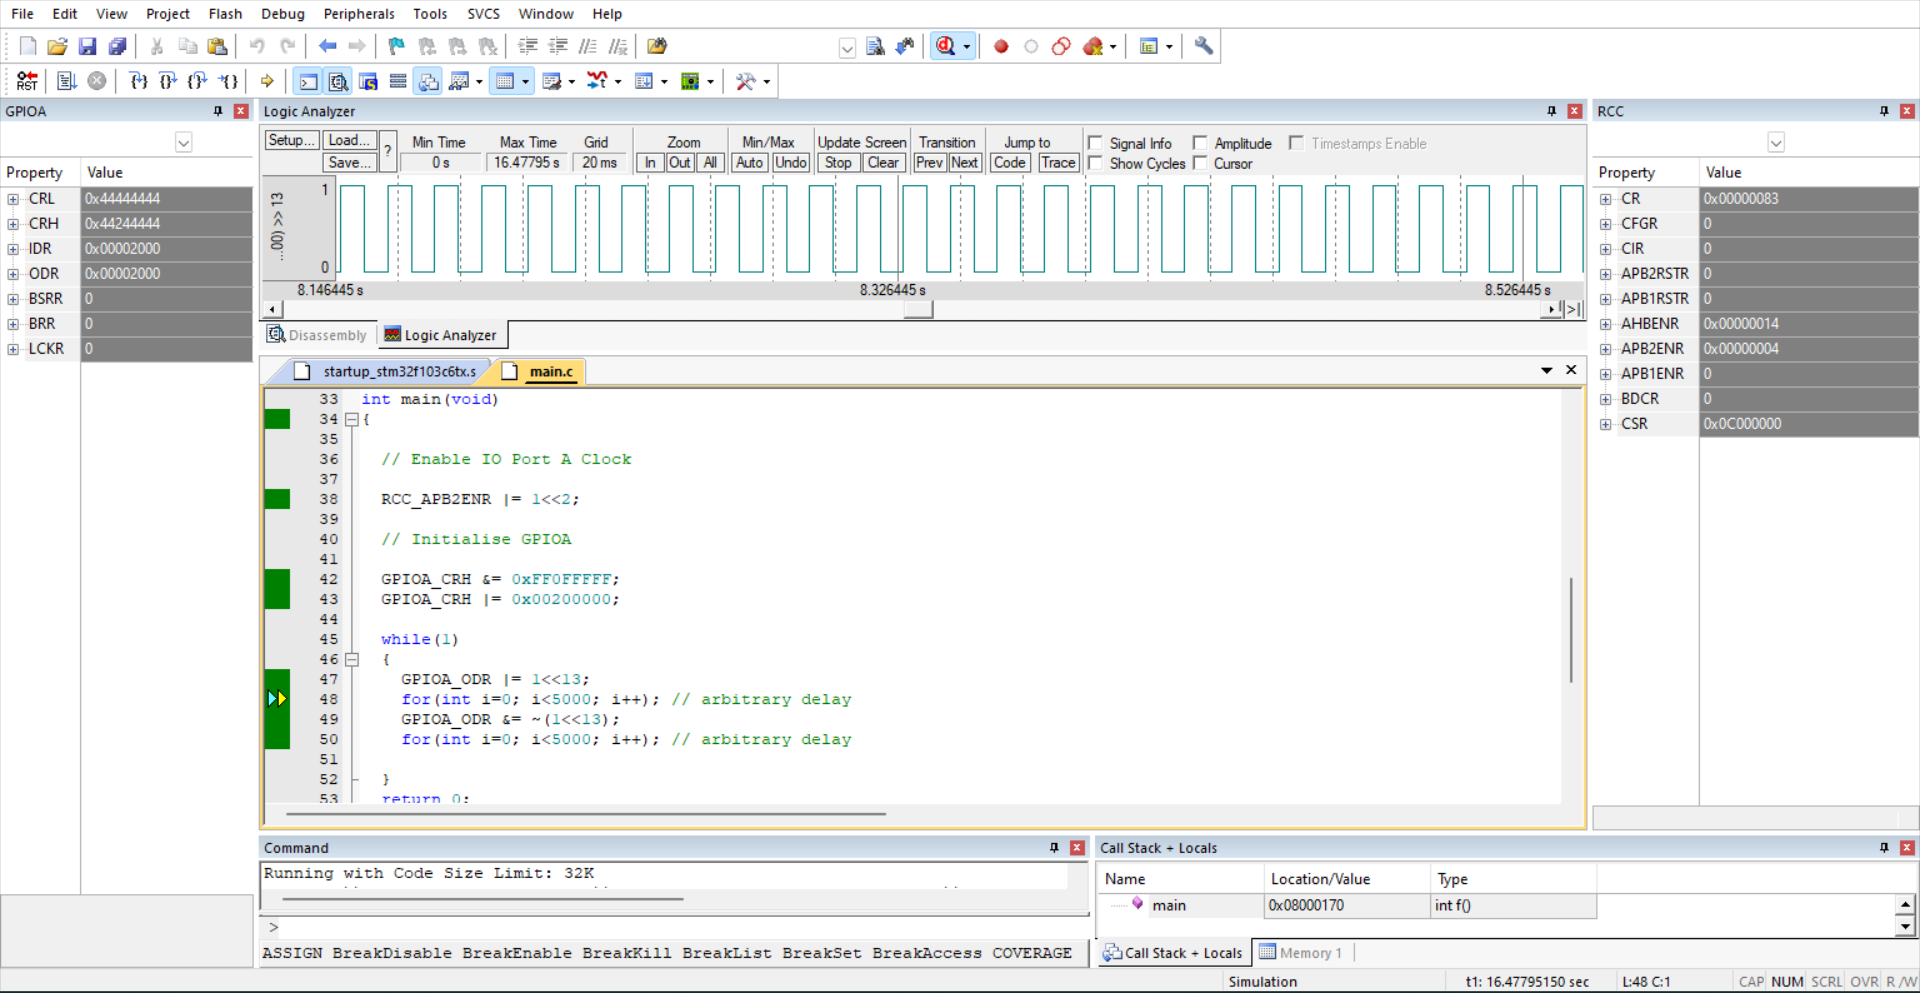 File Edit View Project Flash Debug Peripherals Tools SVCS Window Help
RST
GPIOA
Property Value
CRL 0x44444444
CRH 0x44244444
IDR 0x00002000
ODR 0x00002000
BSRR 0
BRR 0
LCKR 0
Logic Analyzer
Setup... Load... ? Min Time Max Time Grid Zoom Min/Max Update Screen Transition Jump to Signal Info Amplitude Timestamps Enable
Save... 0 s 16.47795 s 20 ms In Out All Auto Undo Stop Clear Prev Next Code Trace Show Cycles Cursor
...00) >> 13
1
0
8.146445 s 8.326445 s 8.526445 s
Disassembly Logic Analyzer
startup_stm32f103c6tx.s main.c
33 int main(void)
34 {
35
36 // Enable IO Port A Clock
37
38 RCC_APB2ENR |= 1<<2;
39
40 // Initialise GPIOA
41
42 GPIOA_CRH &= 0xFF0FFFFF;
43 GPIOA_CRH |= 0x00200000;
44
45 while(1)
46 {
47 GPIOA_ODR |= 1<<13;
48 for(int i=0; i<5000; i++); // arbitrary delay
49 GPIOA_ODR &= ~(1<<13);
50 for(int i=0; i<5000; i++); // arbitrary delay
51
52 }
53 return 0;
RCC
Property Value
CR 0x00000083
CFGR 0
CIR 0
APB2RSTR 0
APB1RSTR 0
AHBENR 0x00000014
APB2ENR 0x00000004
APB1ENR 0
BDCR 0
CSR 0x0C000000
Command
Running with Code Size Limit: 32K
>
ASSIGN BreakDisable BreakEnable BreakKill BreakList BreakSet BreakAccess COVERAGE
Call Stack + Locals
Name Location/Value Type
main 0x08000170 int f()
Call Stack + Locals Memory 1
Simulation t1: 16.47795150 sec L:48 C:1 CAP NUM SCRL OVR R/W